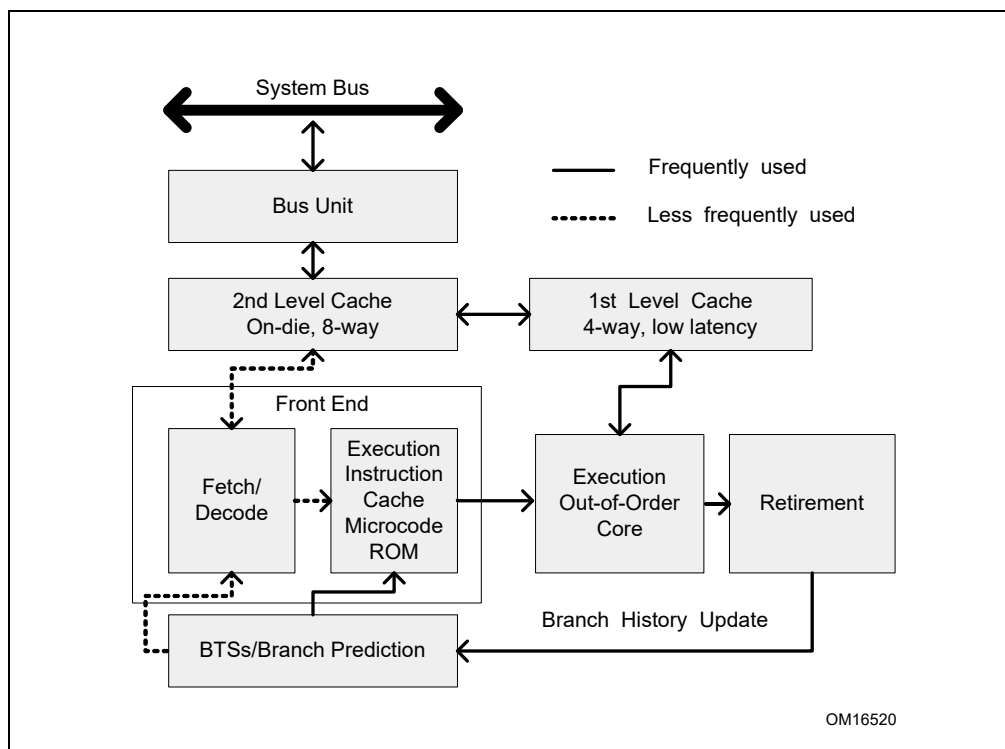 System Bus
Frequently used
Less frequently used
Bus Unit
2nd Level Cache
On-die, 8-way
1st Level Cache
4-way, low latency
Front End
Fetch/
Decode
Execution
Instruction
Cache
Microcode
ROM
Execution
Out-of-Order
Core
Retirement
Branch History Update
BTSs/Branch Prediction
OM16520